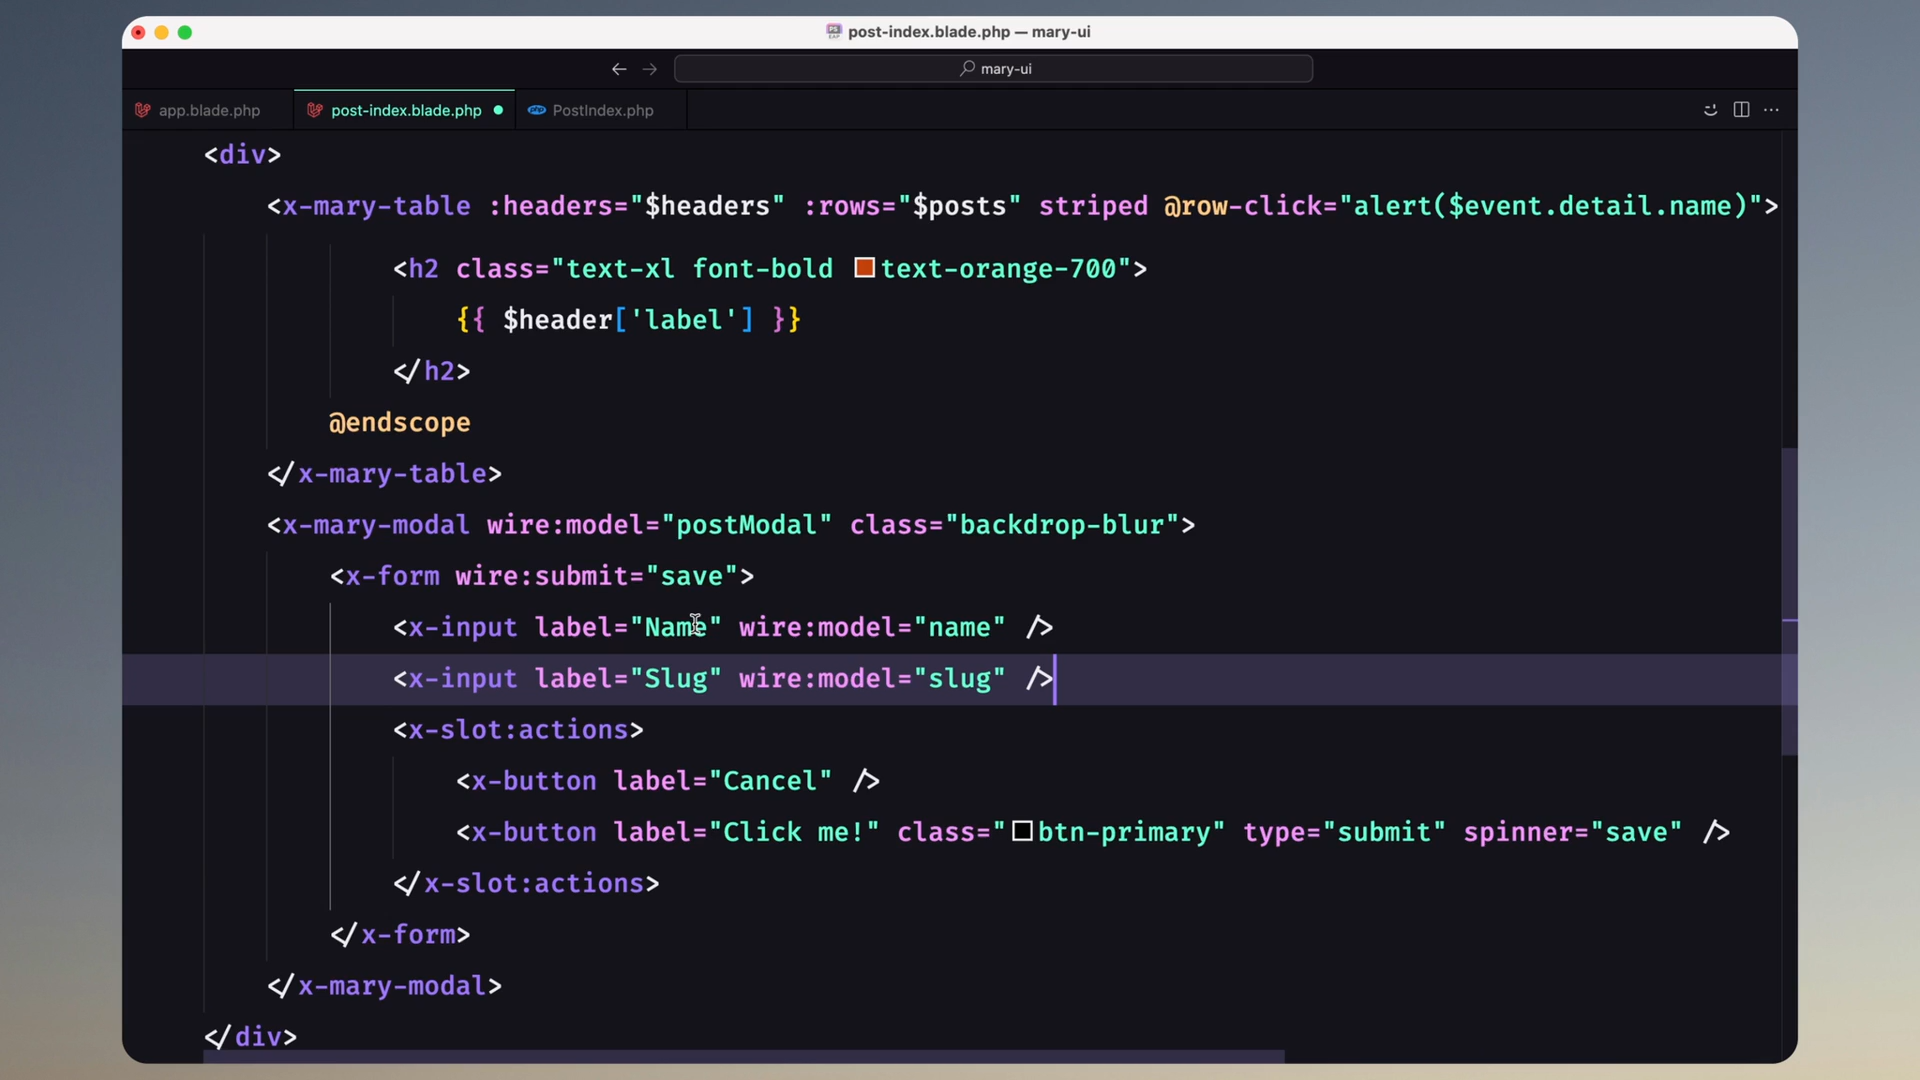 post-index.blade.php — mary-ui
mary-ui
app.blade.php
post-index.blade.php
PostIndex.php
<div>
<x-mary-table :headers="$headers" :rows="$posts" striped @row-click="alert($event.detail.name)">
<h2 class="text-xl font-bold text-orange-700">
{{ $header['label'] }}
</h2>
@endscope
</x-mary-table>
<x-mary-modal wire:model="postModal" class="backdrop-blur">
<x-form wire:submit="save">
<x-input label="Name" wire:model="name" />
<x-input label="Slug" wire:model="slug" />
<x-slot:actions>
<x-button label="Cancel" />
<x-button label="Click me!" class="btn-primary" type="submit" spinner="save" />
</x-slot:actions>
</x-form>
</x-mary-modal>
</div>